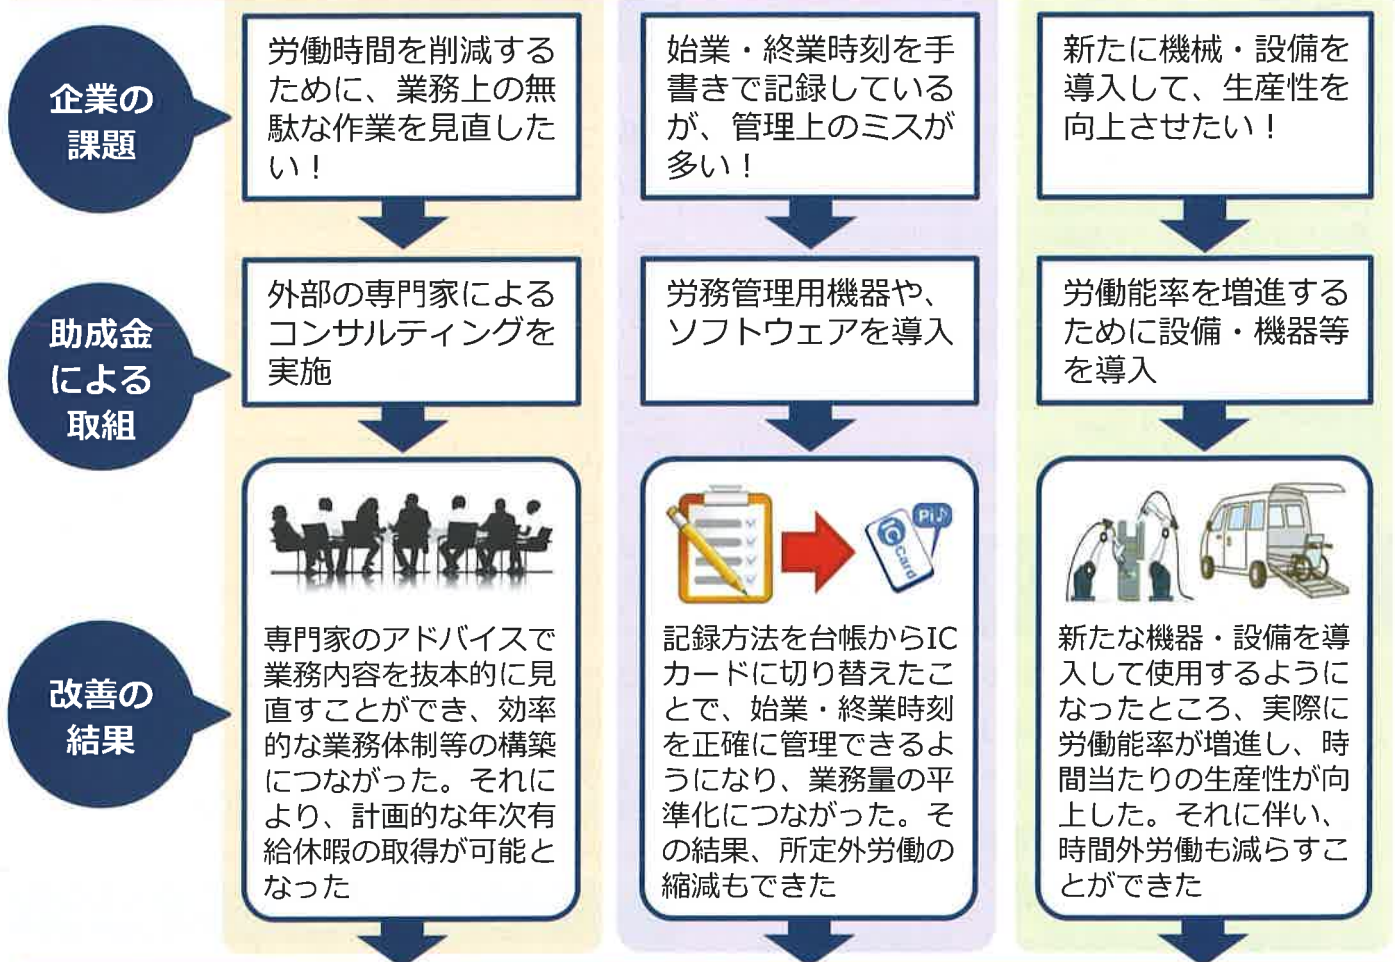 企業の
課題
労働時間を削減する
ために、業務上の無
駄な作業を見直した
い！
始業・終業時刻を手
書きで記録している
が、管理上のミスが
多い！
新たに機械・設備を
導入して、生産性を
向上させたい！
助成金
による
取組
外部の専門家による
コンサルティングを
実施
労務管理用機器や、
ソフトウェアを導入
労働能率を増進する
ために設備・機器等
を導入
改善の
結果
専門家のアドバイスで
業務内容を抜本的に見
直すことができ、効率
的な業務体制等の構築
につながった。それに
より、計画的な年次有
給休暇の取得が可能と
なった
IC
Card
Pi♪
記録方法を台帳からIC
カードに切り替えたこ
とで、始業・終業時刻
を正確に管理できるよ
うになり、業務量の平
準化につながった。そ
の結果、所定外労働の
縮減もできた
新たな機器・設備を導
入して使用するように
なったところ、実際に
労働能率が増進し、時
間当たりの生産性が向
上した。それに伴い、
時間外労働も減らすこ
とができた